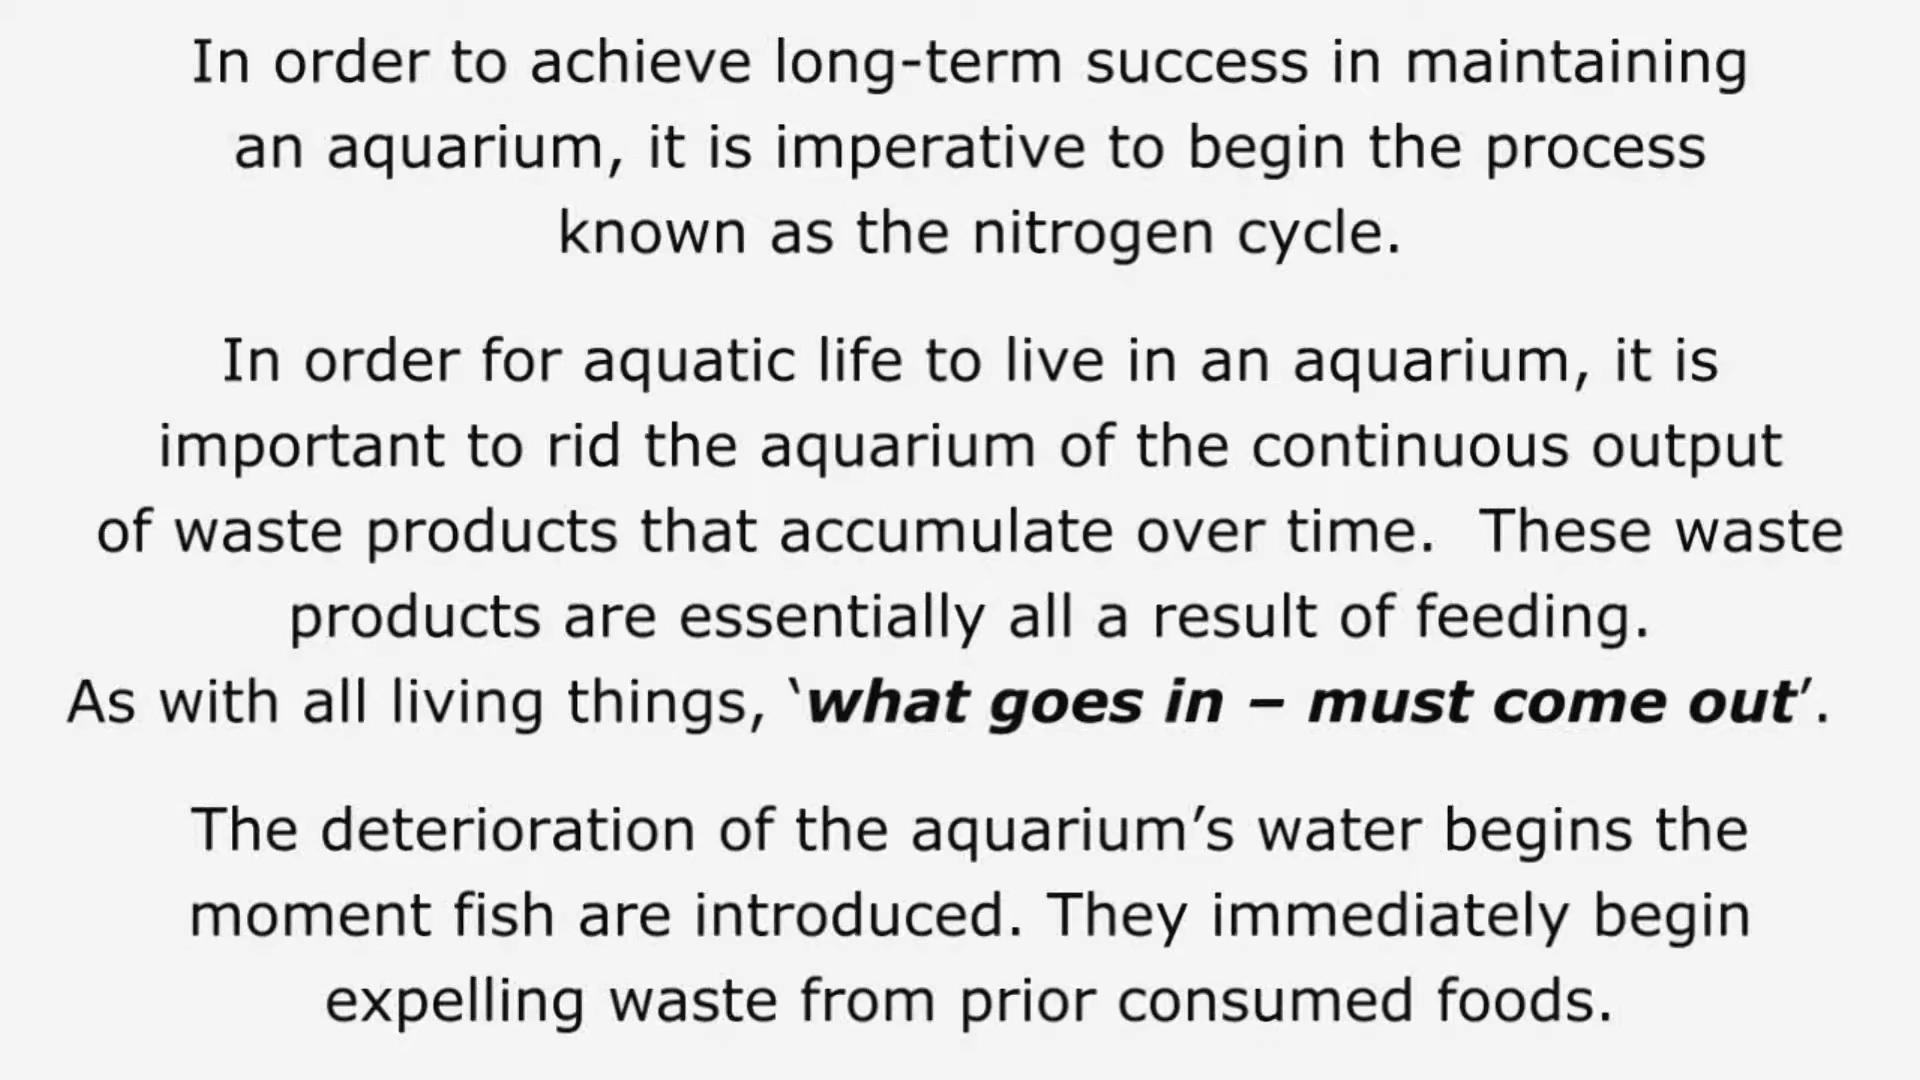 In order to achieve long-term success in maintaining
an aquarium, it is imperative to begin the process
known as the nitrogen cycle.
In order for aquatic life to live in an aquarium, it is
important to rid the aquarium of the continuous output
of waste products that accumulate over time.  These waste
products are essentially all a result of feeding.
As with all living things, ‘what goes in – must come out’.
The deterioration of the aquarium’s water begins the
moment fish are introduced. They immediately begin
expelling waste from prior consumed foods.